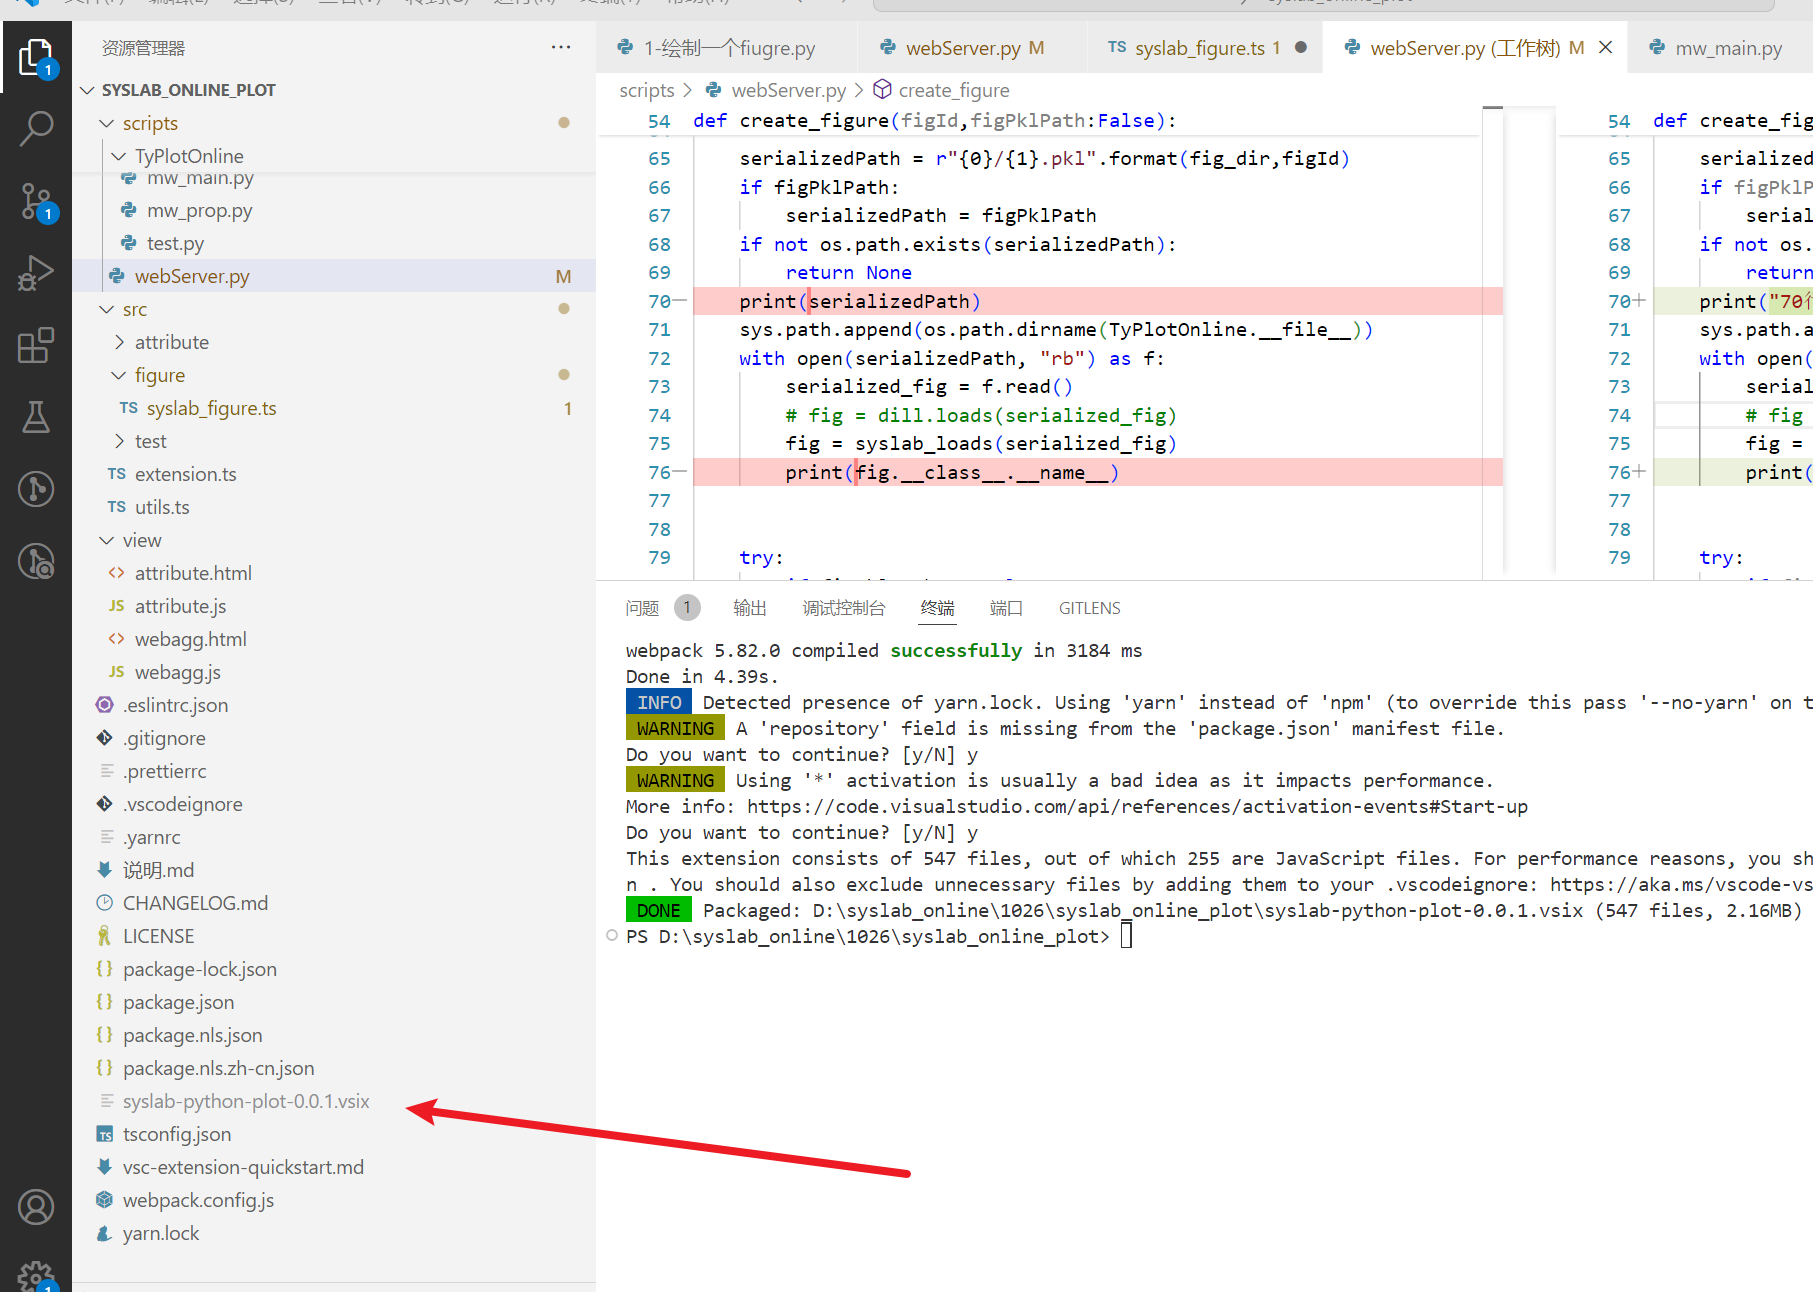 资源管理器
SYSLAB_ONLINE_PLOT
scripts
TyPlotOnline
mw_main.py
mw_prop.py
test.py
webServer.py M
src
attribute
figure
TS syslab_figure.ts 1
test
TS extension.ts
TS utils.ts
view
<> attribute.html
JS attribute.js
<> webagg.html
JS webagg.js
.eslintrc.json
.gitignore
.prettierrc
.vscodeignore
.yarnrc
说明.md
CHANGELOG.md
LICENSE
{} package-lock.json
{} package.json
{} package.nls.json
{} package.nls.zh-cn.json
syslab-python-plot-0.0.1.vsix
TS tsconfig.json
vsc-extension-quickstart.md
webpack.config.js
yarn.lock
1
1
1
1-绘制一个fiugre.py
webServer.py M
TS syslab_figure.ts 1
webServer.py (工作树) M
mw_main.py
scripts > webServer.py > create_figure
54 def create_figure(figId,figPklPath:False):
65 serializedPath = r"{0}/{1}.pkl".format(fig_dir,figId)
66 if figPklPath:
67 serializedPath = figPklPath
68 if not os.path.exists(serializedPath):
69 return None
70— print(serializedPath)
71 sys.path.append(os.path.dirname(TyPlotOnline.__file__))
72 with open(serializedPath, "rb") as f:
73 serialized_fig = f.read()
74 # fig = dill.loads(serialized_fig)
75 fig = syslab_loads(serialized_fig)
76— print(fig.__class__.__name__)
77
78
79 try:
54 def create_fig
65 serialized
66 if figPklP
67 serial
68 if not os.
69 return
70+ print("70
71 sys.path.a
72 with open(
73 serial
74 # fig
75 fig =
76+ print(
77
78
79 try:
问题 1 输出 调试控制台 终端 端口 GITLENS
webpack 5.82.0 compiled successfully in 3184 ms
Done in 4.39s.
INFO Detected presence of yarn.lock. Using 'yarn' instead of 'npm' (to override this pass '--no-yarn' on t
WARNING A 'repository' field is missing from the 'package.json' manifest file.
Do you want to continue? [y/N] y
WARNING Using '*' activation is usually a bad idea as it impacts performance.
More info: https://code.visualstudio.com/api/references/activation-events#Start-up
Do you want to continue? [y/N] y
This extension consists of 547 files, out of which 255 are JavaScript files. For performance reasons, you sh
n . You should also exclude unnecessary files by adding them to your .vscodeignore: https://aka.ms/vscode-vs
DONE Packaged: D:\syslab_online\1026\syslab_online_plot\syslab-python-plot-0.0.1.vsix (547 files, 2.16MB)
PS D:\syslab_online\1026\syslab_online_plot>